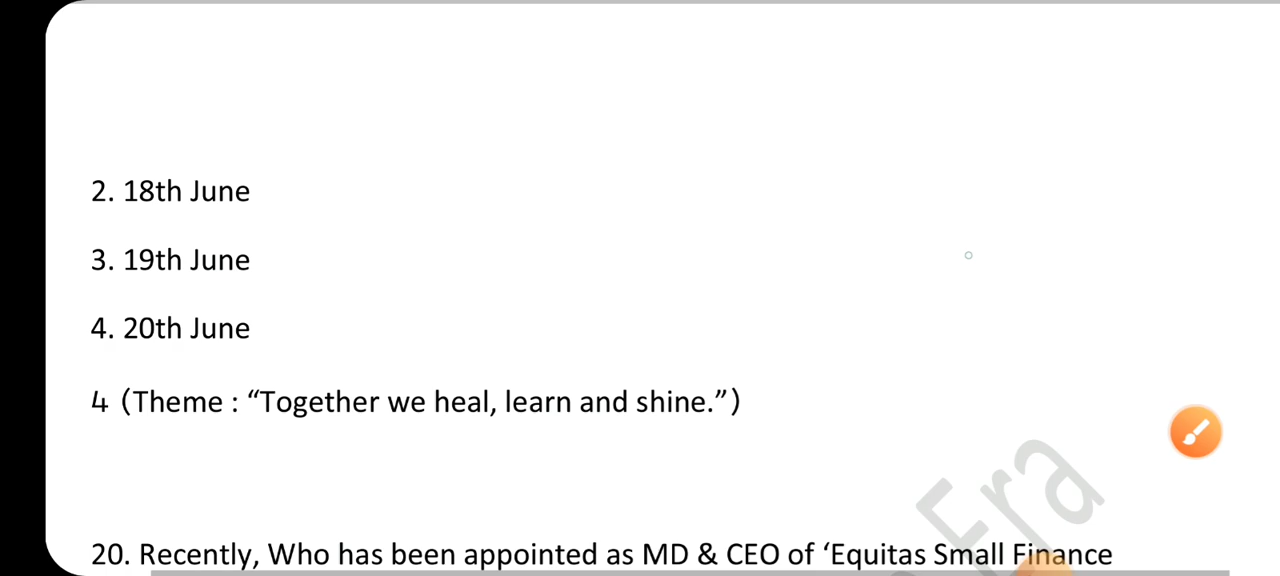 2. 18th June
3. 19th June
4. 20th June
4 (Theme : “Together we heal, learn and shine.”)
Era
20. Recently, Who has been appointed as MD & CEO of ‘Equitas Small Finance